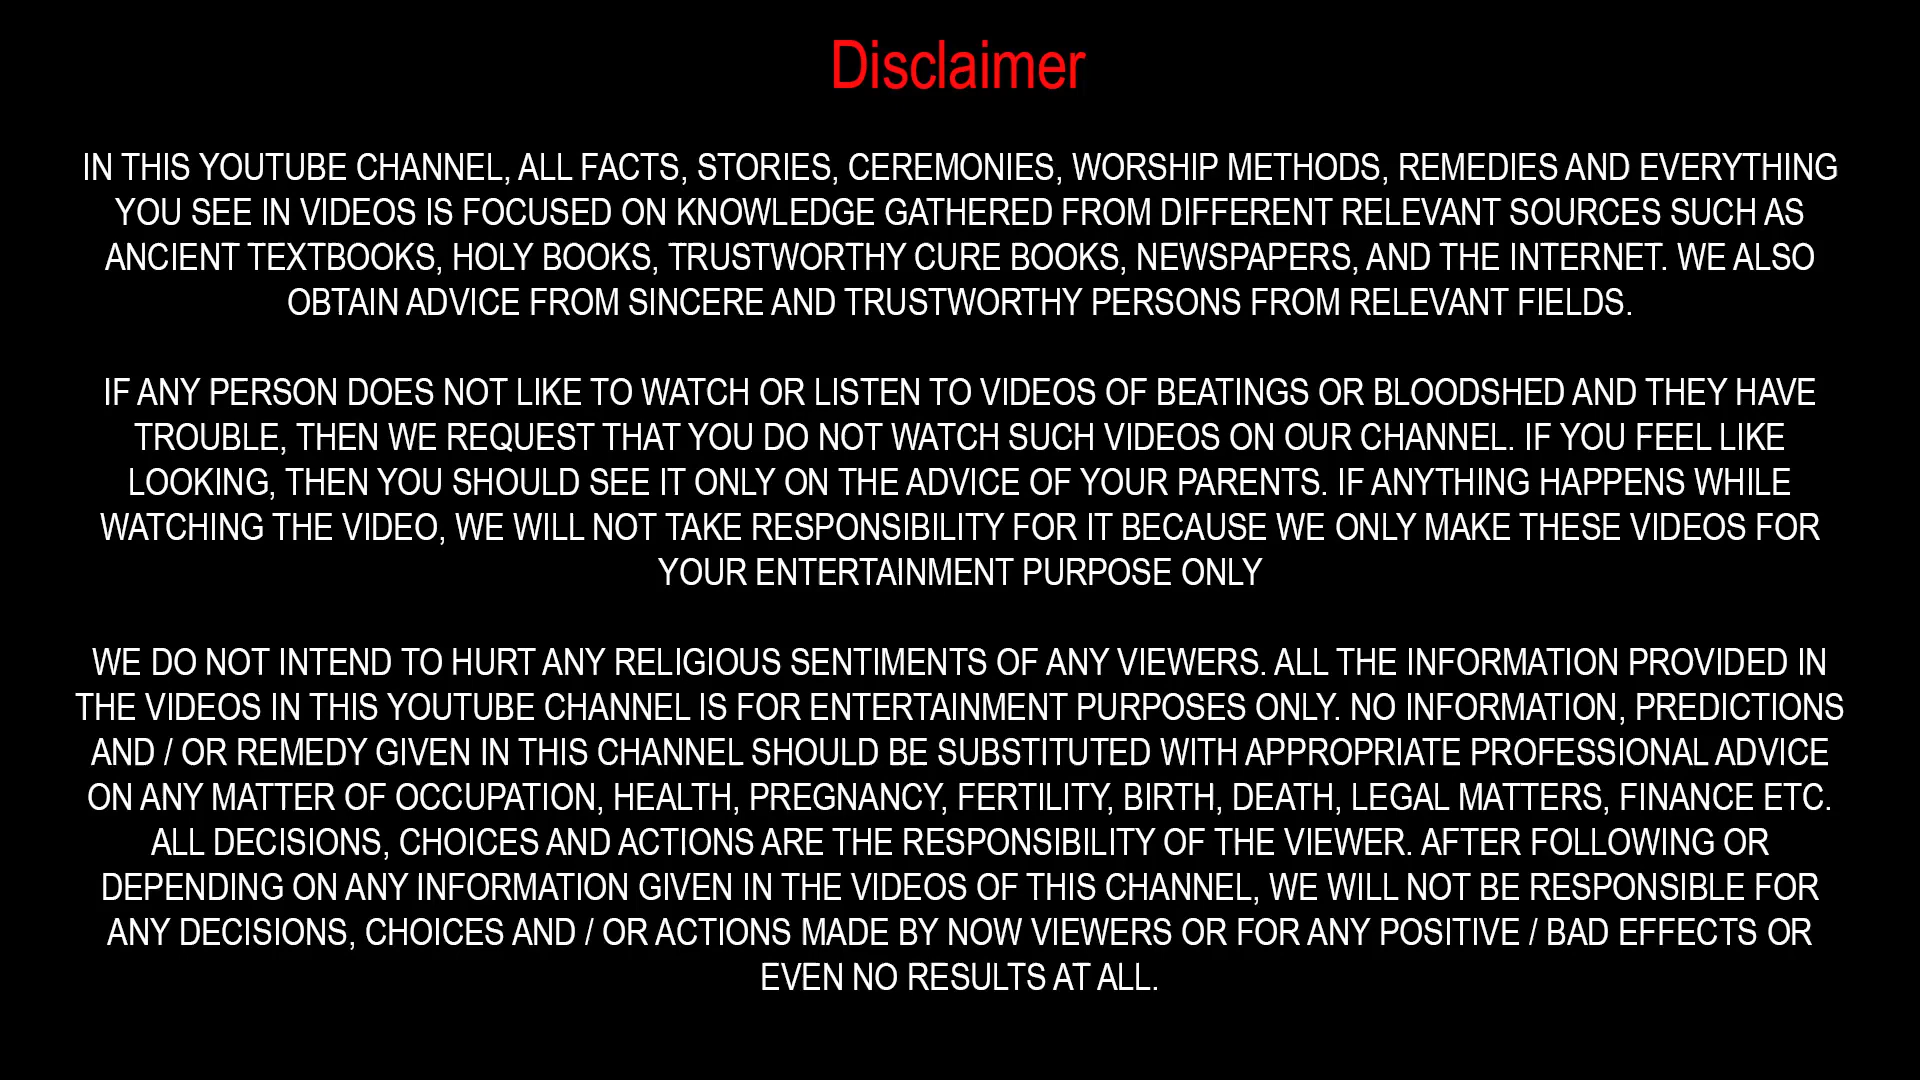 Disclaimer
IN THIS YOUTUBE CHANNEL, ALL FACTS, STORIES, CEREMONIES, WORSHIP METHODS, REMEDIES AND EVERYTHING
YOU SEE IN VIDEOS IS FOCUSED ON KNOWLEDGE GATHERED FROM DIFFERENT RELEVANT SOURCES SUCH AS
ANCIENT TEXTBOOKS, HOLY BOOKS, TRUSTWORTHY CURE BOOKS, NEWSPAPERS, AND THE INTERNET. WE ALSO
OBTAIN ADVICE FROM SINCERE AND TRUSTWORTHY PERSONS FROM RELEVANT FIELDS.
IF ANY PERSON DOES NOT LIKE TO WATCH OR LISTEN TO VIDEOS OF BEATINGS OR BLOODSHED AND THEY HAVE
TROUBLE, THEN WE REQUEST THAT YOU DO NOT WATCH SUCH VIDEOS ON OUR CHANNEL. IF YOU FEEL LIKE
LOOKING, THEN YOU SHOULD SEE IT ONLY ON THE ADVICE OF YOUR PARENTS. IF ANYTHING HAPPENS WHILE
WATCHING THE VIDEO, WE WILL NOT TAKE RESPONSIBILITY FOR IT BECAUSE WE ONLY MAKE THESE VIDEOS FOR
YOUR ENTERTAINMENT PURPOSE ONLY
WE DO NOT INTEND TO HURT ANY RELIGIOUS SENTIMENTS OF ANY VIEWERS. ALL THE INFORMATION PROVIDED IN
THE VIDEOS IN THIS YOUTUBE CHANNEL IS FOR ENTERTAINMENT PURPOSES ONLY. NO INFORMATION, PREDICTIONS
AND / OR REMEDY GIVEN IN THIS CHANNEL SHOULD BE SUBSTITUTED WITH APPROPRIATE PROFESSIONAL ADVICE
ON ANY MATTER OF OCCUPATION, HEALTH, PREGNANCY, FERTILITY, BIRTH, DEATH, LEGAL MATTERS, FINANCE ETC.
ALL DECISIONS, CHOICES AND ACTIONS ARE THE RESPONSIBILITY OF THE VIEWER. AFTER FOLLOWING OR
DEPENDING ON ANY INFORMATION GIVEN IN THE VIDEOS OF THIS CHANNEL, WE WILL NOT BE RESPONSIBLE FOR
ANY DECISIONS, CHOICES AND / OR ACTIONS MADE BY NOW VIEWERS OR FOR ANY POSITIVE / BAD EFFECTS OR
EVEN NO RESULTS AT ALL.